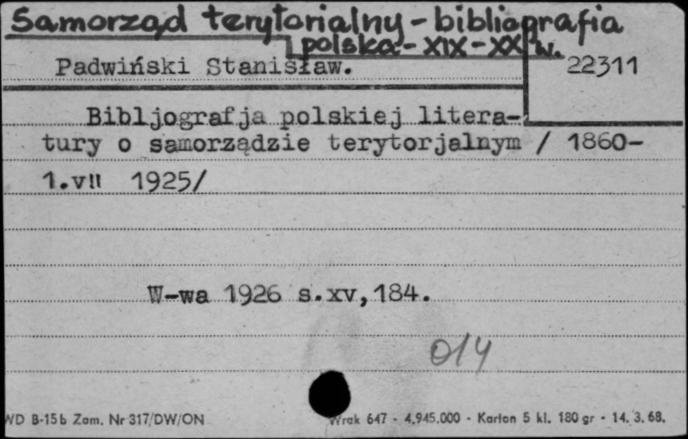 Samorząd terytorialny - bibliografia
polska - XIX - XX w.
Padwiński Stanisław.
22311
Bibljografja polskiej litera-
tury o samorządzie terytorjalnym / 1860-
1.VII 1925/
W-wa 1926 s.xv,184.
014
WD B-15b Zam. Nr 317/DW/ON
Wrak 647 - 4,945.000 - Karton 5 kl. 180 gr - 14. 3. 68.